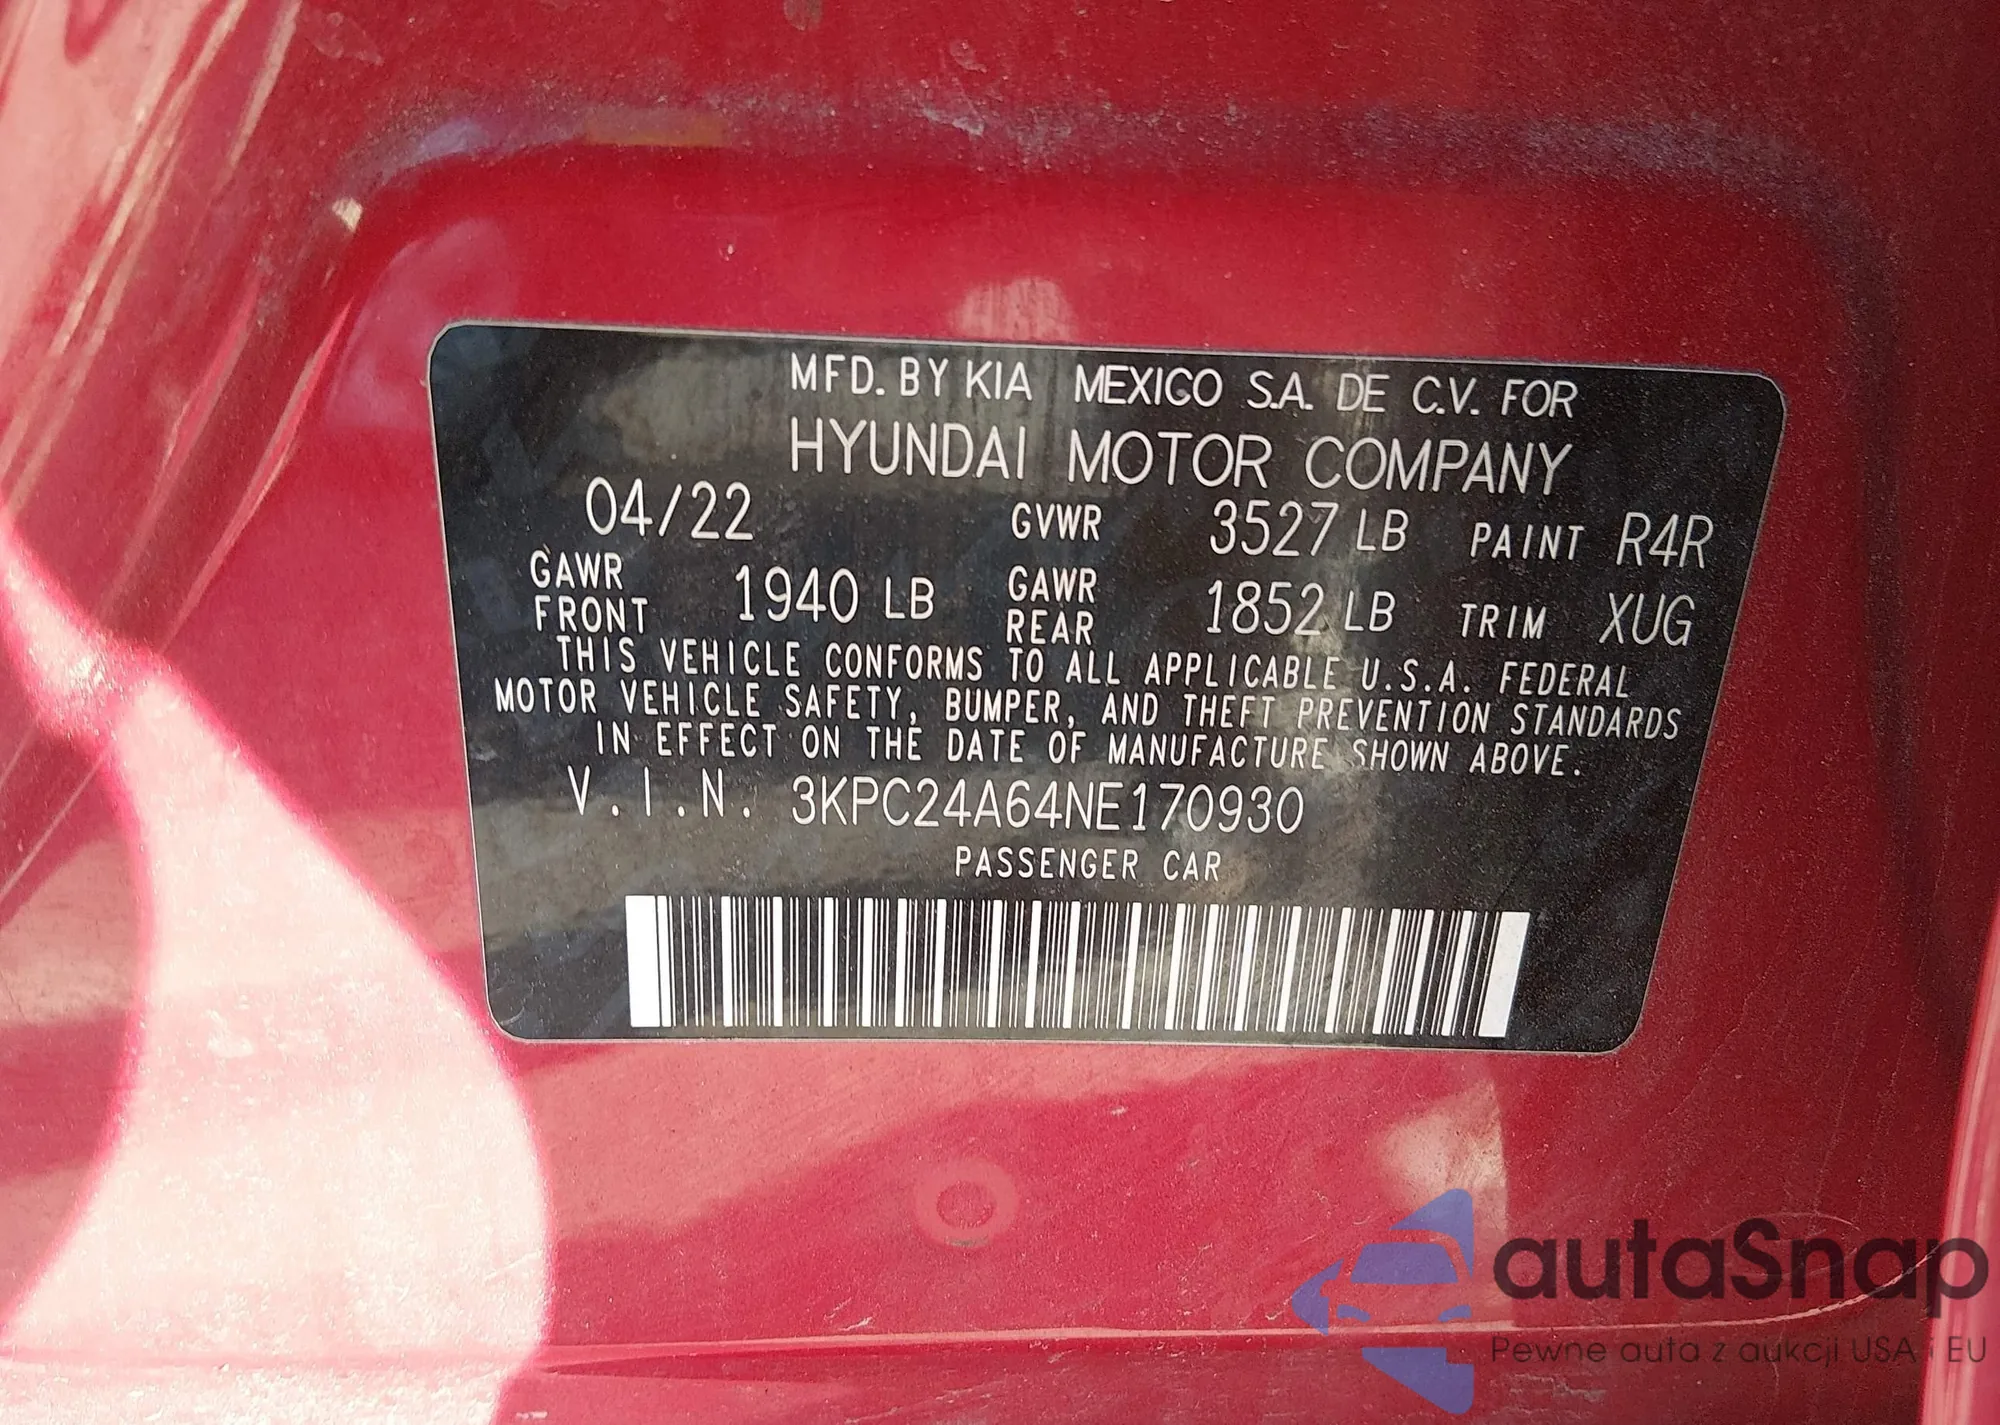 MFD. BY KIA MEXICO S.A. DE C.V. FOR
HYUNDAI MOTOR COMPANY
04/22 GVWR 3527 LB PAINT R4R
GAWR FRONT 1940 LB GAWR REAR 1852 LB TRIM XUG
THIS VEHICLE CONFORMS TO ALL APPLICABLE U.S.A. FEDERAL
MOTOR VEHICLE SAFETY, BUMPER, AND THEFT PREVENTION STANDARDS
IN EFFECT ON THE DATE OF MANUFACTURE SHOWN ABOVE.
V.I.N. 3KPC24A64NE170930
PASSENGER CAR
autaSnap
Pewne auta z aukcji USA i EU